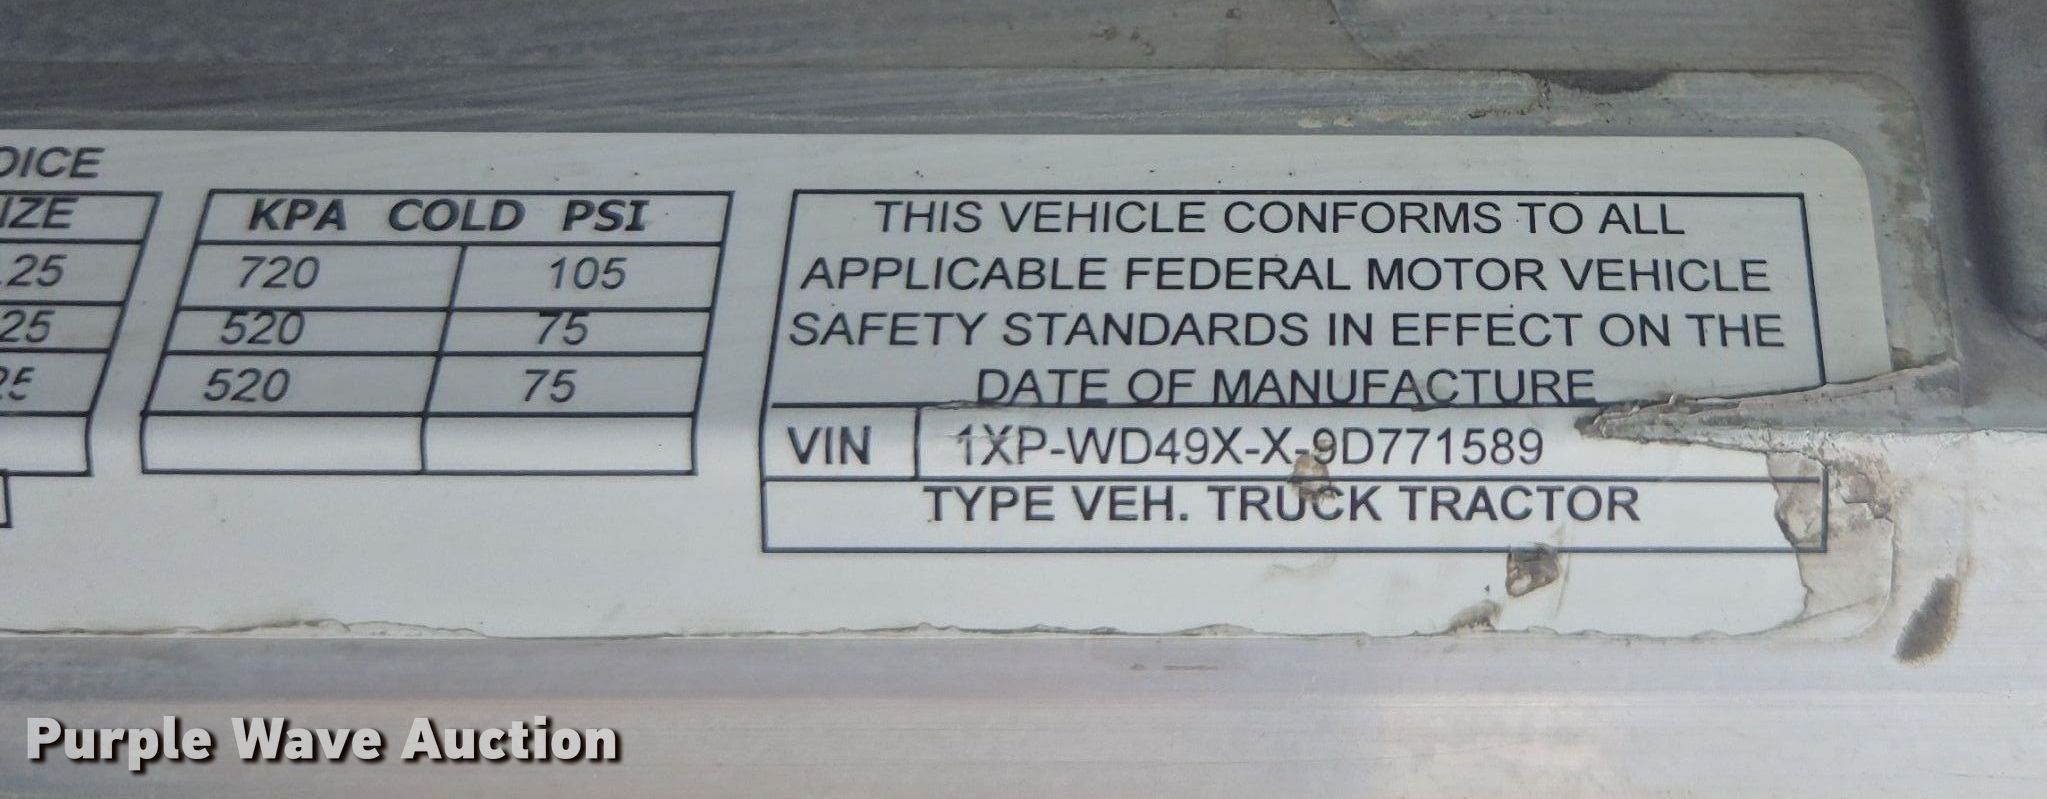 OICE
IZE
KPA COLD PSI
.25
720 105
25
520 75
25
520 75
THIS VEHICLE CONFORMS TO ALL
APPLICABLE FEDERAL MOTOR VEHICLE
SAFETY STANDARDS IN EFFECT ON THE
DATE OF MANUFACTURE
VIN 1XP-WD49X-X-9D771589
TYPE VEH. TRUCK TRACTOR
Purple Wave Auction